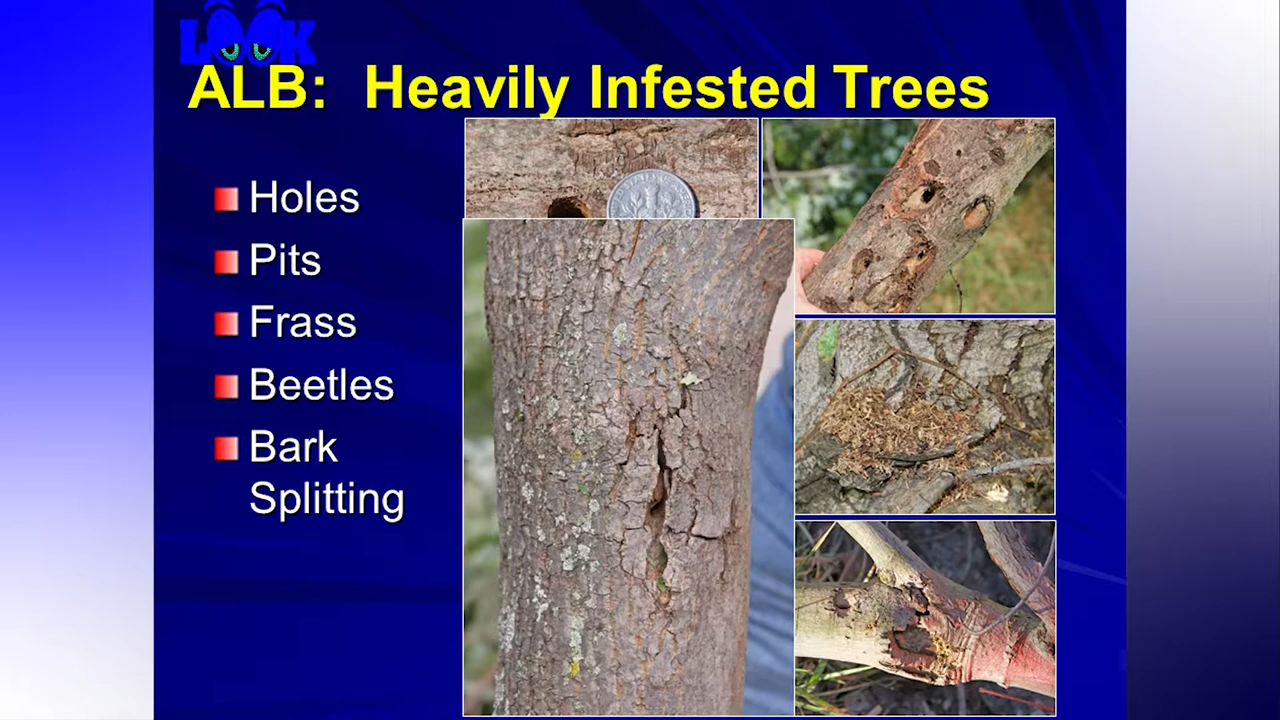 LOOK
ALB: Heavily Infested Trees
Holes
Pits
Frass
Beetles
Bark
Splitting